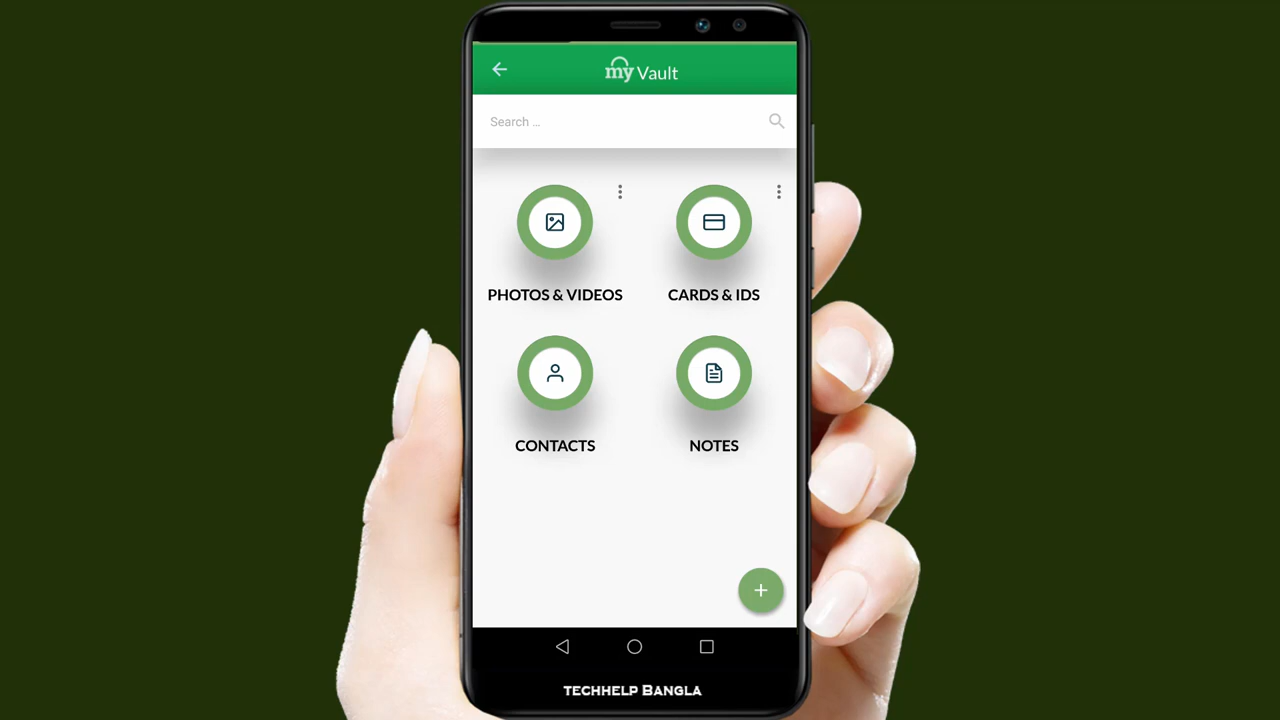 my Vault
Search ...
PHOTOS & VIDEOS
CARDS & IDS
CONTACTS
NOTES
TECHHELP BANGLA